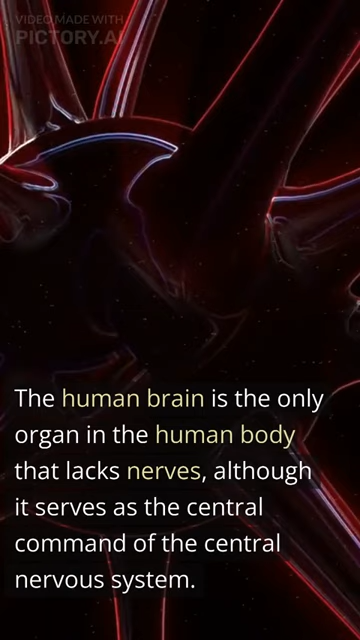 VIDEO MADE WITH
PICTORY.AI
The human brain is the only
organ in the human body
that lacks nerves, although
it serves as the central
command of the central
nervous system.